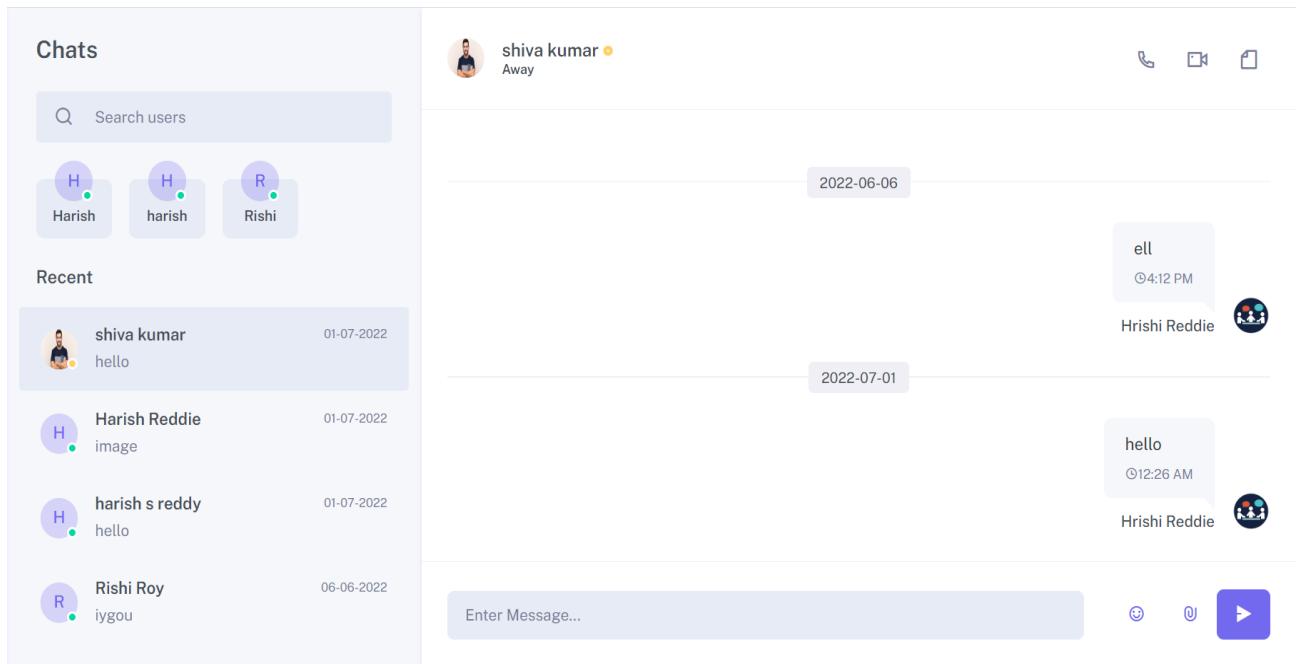 Chats
Search users
H H R
Harish harish Rishi
Recent
shiva kumar 01-07-2022
hello
H Harish Reddie 01-07-2022
image
H harish s reddy 01-07-2022
hello
R Rishi Roy 06-06-2022
iygou
shiva kumar
Away
2022-06-06
ell
4:12 PM
Hrishi Reddie
2022-07-01
hello
12:26 AM
Hrishi Reddie
Enter Message...